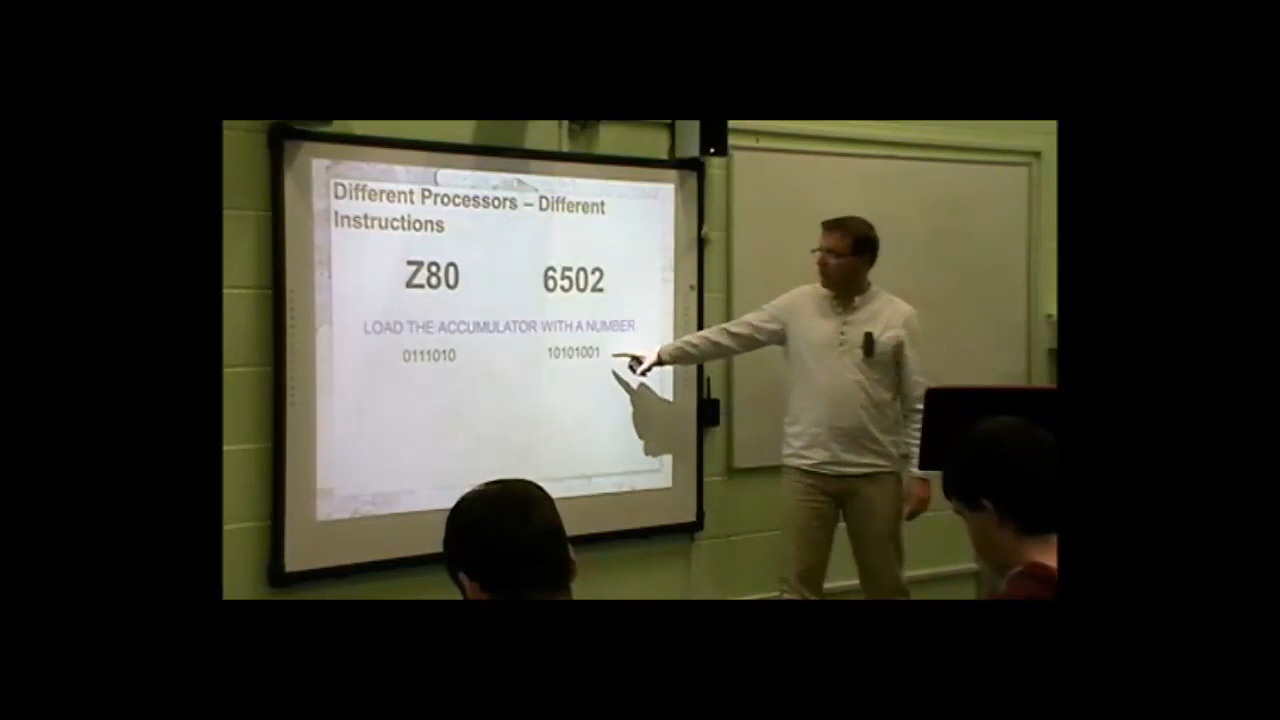 Different Processors – Different
Instructions
Z80 6502
LOAD THE ACCUMULATOR WITH A NUMBER
0111010 10101001